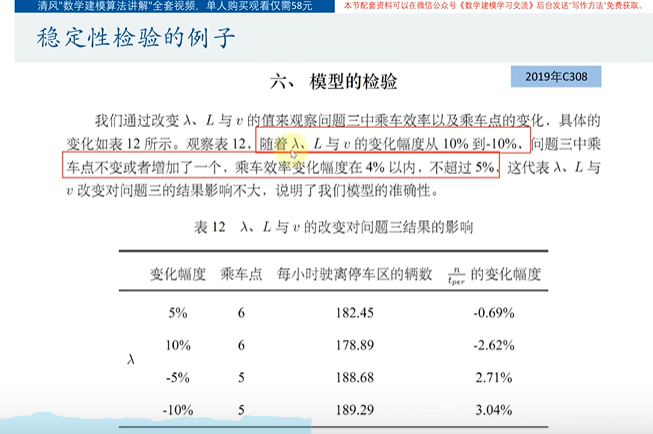 清风"数学建模算法讲解"全套视频，单人购买观看仅需58元
本节配套资料可以在微信公众号《数学建模学习交流》后台发送"写作方法"免费获取。
稳定性检验的例子
六、 模型的检验
2019年C308
我们通过改变 λ、L 与 v 的值来观察问题三中乘车效率以及乘车点的变化，具体的
变化如表 12 所示。观察表 12，随着 λ、L 与 v 的变化幅度从 10% 到-10%，问题三中乘
车点不变或者增加了一个，乘车效率变化幅度在 4% 以内，不超过 5%，这代表 λ、L 与
v 改变对问题三的结果影响不大，说明了我们模型的准确性。
表 12 λ、L 与 v 的改变对问题三结果的影响
变化幅度 乘车点 每小时驶离停车区的辆数 n/t_per 的变化幅度
5% 6 182.45 -0.69%
10% 6 178.89 -2.62%
λ
-5% 5 188.68 2.71%
-10% 5 189.29 3.04%